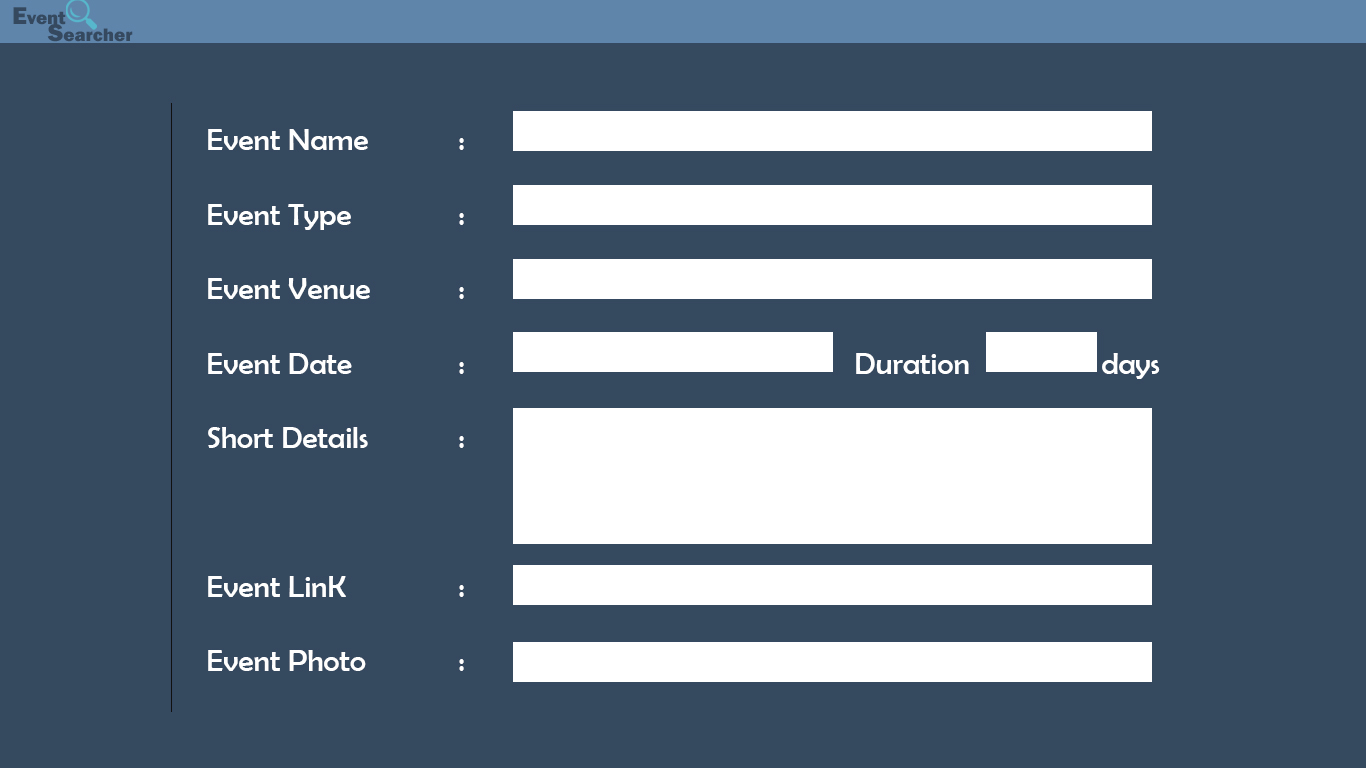 Event
Searcher
Event Name :
Event Type :
Event Venue :
Event Date : Duration days
Short Details :
Event LinK :
Event Photo :